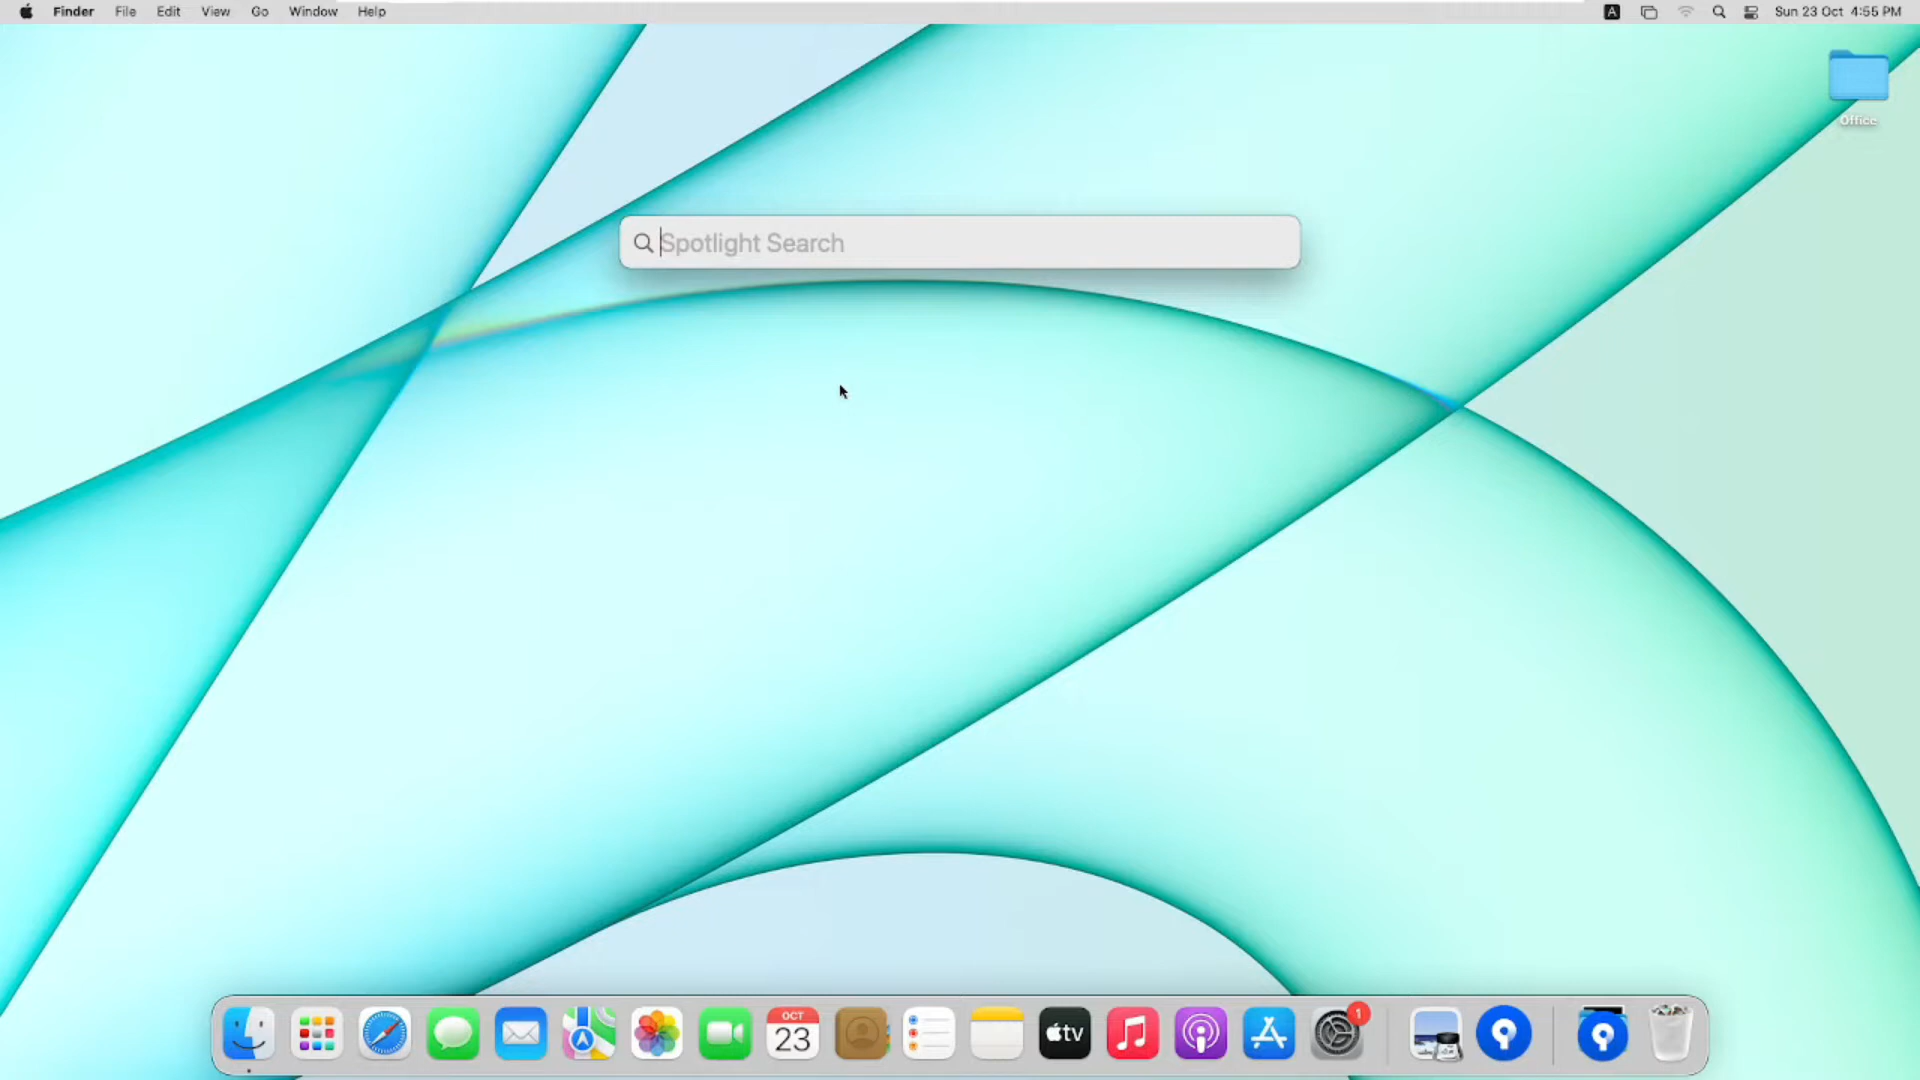 Finder File Edit View Go Window Help A Sun 23 Oct 4:55 PM
Office
Spotlight Search
OCT
23
tv
1